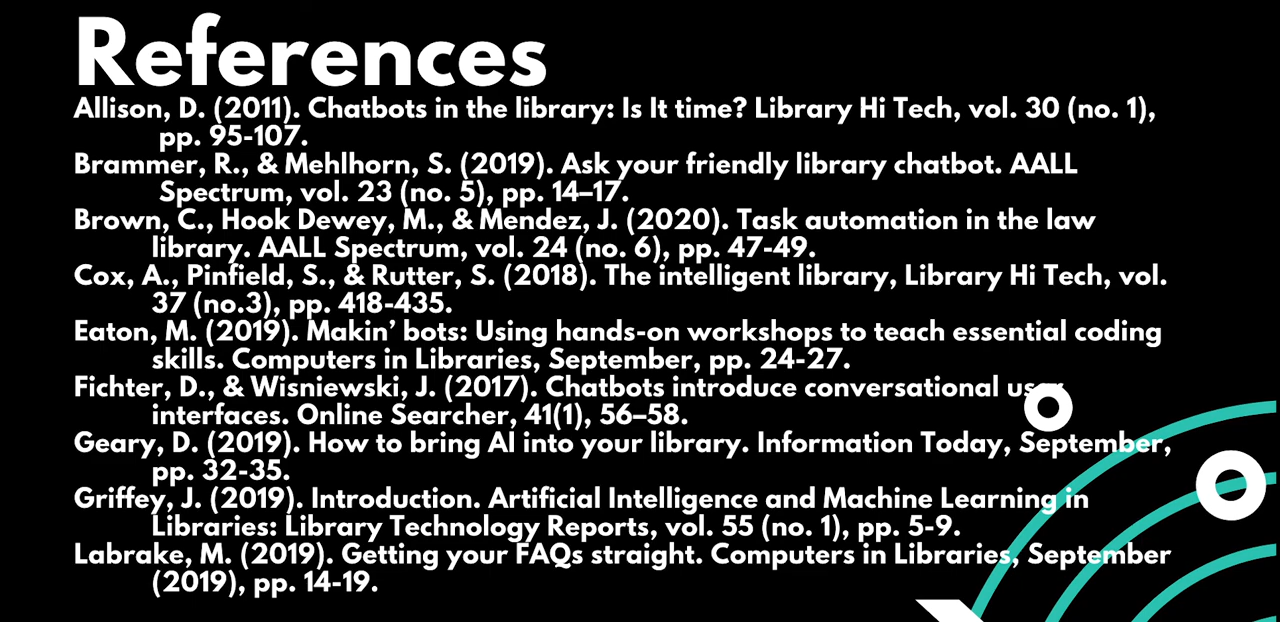 References
Allison, D. (2011). Chatbots in the library: Is It time? Library Hi Tech, vol. 30 (no. 1),
pp. 95-107.
Brammer, R., & Mehlhorn, S. (2019). Ask your friendly library chatbot. AALL
Spectrum, vol. 23 (no. 5), pp. 14–17.
Brown, C., Hook Dewey, M., & Mendez, J. (2020). Task automation in the law
library. AALL Spectrum, vol. 24 (no. 6), pp. 47-49.
Cox, A., Pinfield, S., & Rutter, S. (2018). The intelligent library, Library Hi Tech, vol.
37 (no.3), pp. 418-435.
Eaton, M. (2019). Makin’ bots: Using hands-on workshops to teach essential coding
skills. Computers in Libraries, September, pp. 24-27.
Fichter, D., & Wisniewski, J. (2017). Chatbots introduce conversational user
interfaces. Online Searcher, 41(1), 56–58.
Geary, D. (2019). How to bring AI into your library. Information Today, September,
pp. 32-35.
Griffey, J. (2019). Introduction. Artificial Intelligence and Machine Learning in
Libraries: Library Technology Reports, vol. 55 (no. 1), pp. 5-9.
Labrake, M. (2019). Getting your FAQs straight. Computers in Libraries, September
(2019), pp. 14-19.